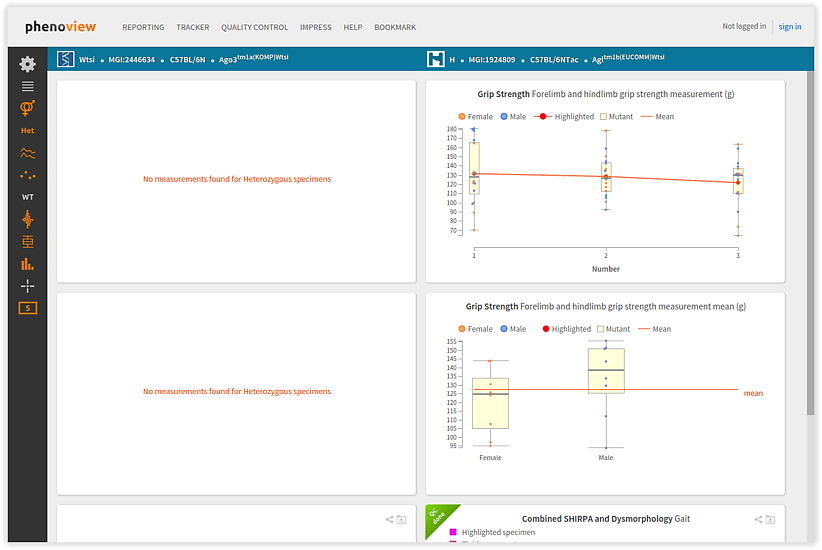 phenoview REPORTING TRACKER QUALITY CONTROL IMPRESS HELP BOOKMARK Not logged in sign in
Wtsi • MGI:2446634 • C57BL/6N • Ago3tm1a(KOMP)Wtsi
H • MGI:1924809 • C57BL/6NTac • Agltm1b(EUCOMM)Wtsi
Het
WT
S
No measurements found for Heterozygous specimens
Grip Strength Forelimb and hindlimb grip strength measurement (g)
Female Male Highlighted Mutant Mean
180
170
160
150
140
130
120
110
100
90
80
70
1 2 3
Number
No measurements found for Heterozygous specimens
Grip Strength Forelimb and hindlimb grip strength measurement mean (g)
Female Male Highlighted Mutant Mean
155
150
145
140
135
130
125
120
115
110
105
100
95
mean
Female Male
QC
done
Combined SHIRPA and Dysmorphology Gait
Highlighted specimen